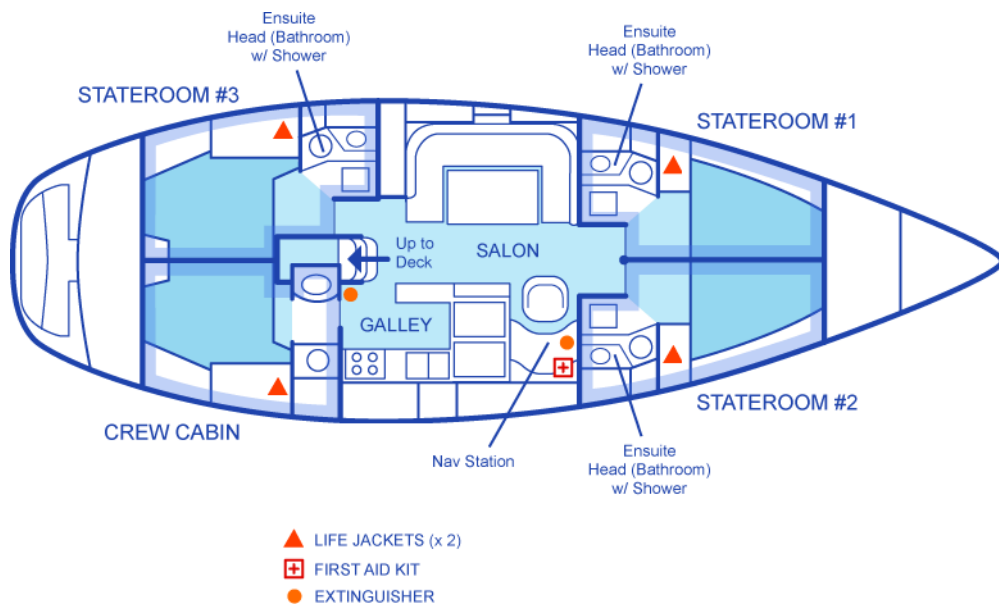 Ensuite
Head (Bathroom)
w/ Shower
Ensuite
Head (Bathroom)
w/ Shower
STATEROOM #3
STATEROOM #1
Up to
Deck
SALON
GALLEY
STATEROOM #2
CREW CABIN
Nav Station
Ensuite
Head (Bathroom)
w/ Shower
LIFE JACKETS (x 2)
FIRST AID KIT
EXTINGUISHER